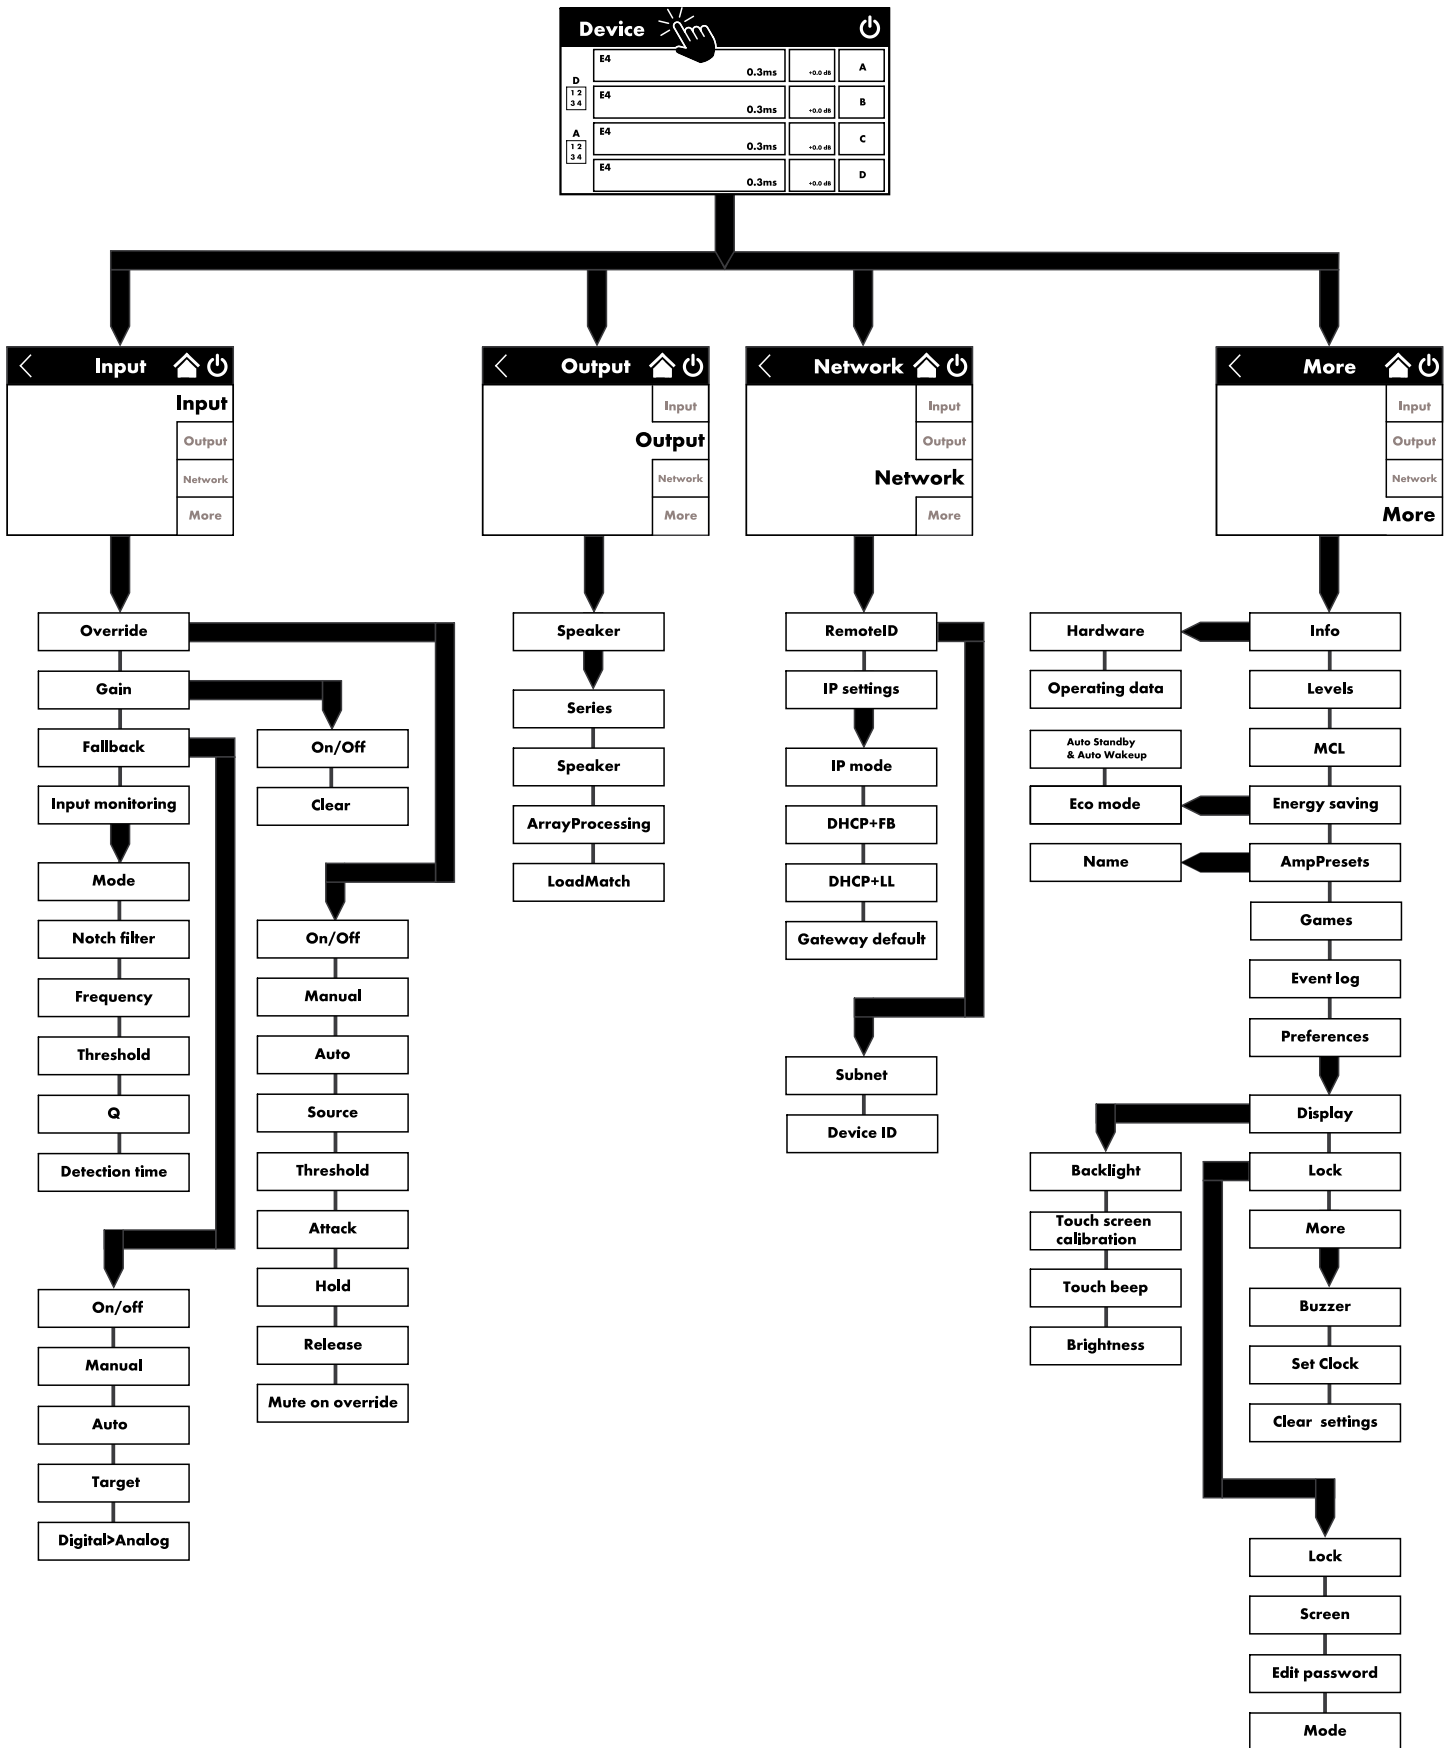 Device
E4
0.3ms
+0.0 dB
A
D
1 2
3 4
E4
0.3ms
+0.0 dB
B
A
1 2
3 4
E4
0.3ms
+0.0 dB
C
E4
0.3ms
+0.0 dB
D
Input
Input
Output
Network
More
Output
Input
Output
Network
More
Network
Input
Output
Network
More
More
Input
Output
Network
More
Override
Gain
Fallback
Input monitoring
Mode
Notch filter
Frequency
Threshold
Q
Detection time
On/off
Manual
Auto
Target
Digital>Analog
On/Off
Clear
On/Off
Manual
Auto
Source
Threshold
Attack
Hold
Release
Mute on override
Speaker
Series
Speaker
ArrayProcessing
LoadMatch
RemoteID
IP settings
IP mode
DHCP+FB
DHCP+LL
Gateway default
Subnet
Device ID
Hardware
Operating data
Auto Standby
& Auto Wakeup
Eco mode
Name
Info
Levels
MCL
Energy saving
AmpPresets
Games
Event log
Preferences
Display
Lock
More
Buzzer
Set Clock
Clear settings
Backlight
Touch screen
calibration
Touch beep
Brightness
Lock
Screen
Edit password
Mode